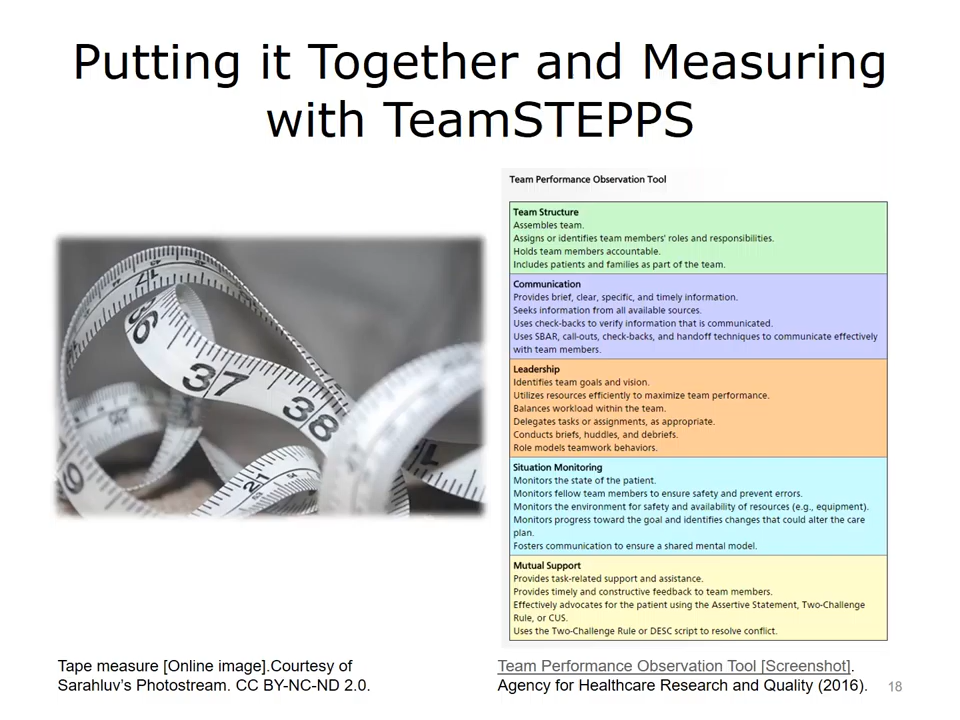 Putting it Together and Measuring
with TeamSTEPPS
36
37
38
17
21
Team Performance Observation Tool
Team Structure
Assembles team.
Assigns or identifies team members' roles and responsibilities.
Holds team members accountable.
Includes patients and families as part of the team.
Communication
Provides brief, clear, specific, and timely information.
Seeks information from all available sources.
Uses check-backs to verify information that is communicated.
Uses SBAR, call-outs, check-backs, and handoff techniques to communicate effectively
with team members.
Leadership
Identifies team goals and vision.
Utilizes resources efficiently to maximize team performance.
Balances workload within the team.
Delegates tasks or assignments, as appropriate.
Conducts briefs, huddles, and debriefs.
Role models teamwork behaviors.
Situation Monitoring
Monitors the state of the patient.
Monitors fellow team members to ensure safety and prevent errors.
Monitors the environment for safety and availability of resources (e.g., equipment).
Monitors progress toward the goal and identifies changes that could alter the care
plan.
Fosters communication to ensure a shared mental model.
Mutual Support
Provides task-related support and assistance.
Provides timely and constructive feedback to team members.
Effectively advocates for the patient using the Assertive Statement, Two-Challenge
Rule, or CUS.
Uses the Two-Challenge Rule or DESC script to resolve conflict.
Tape measure [Online image].Courtesy of
Sarahluv's Photostream. CC BY-NC-ND 2.0.
Team Performance Observation Tool [Screenshot].
Agency for Healthcare Research and Quality (2016).
18